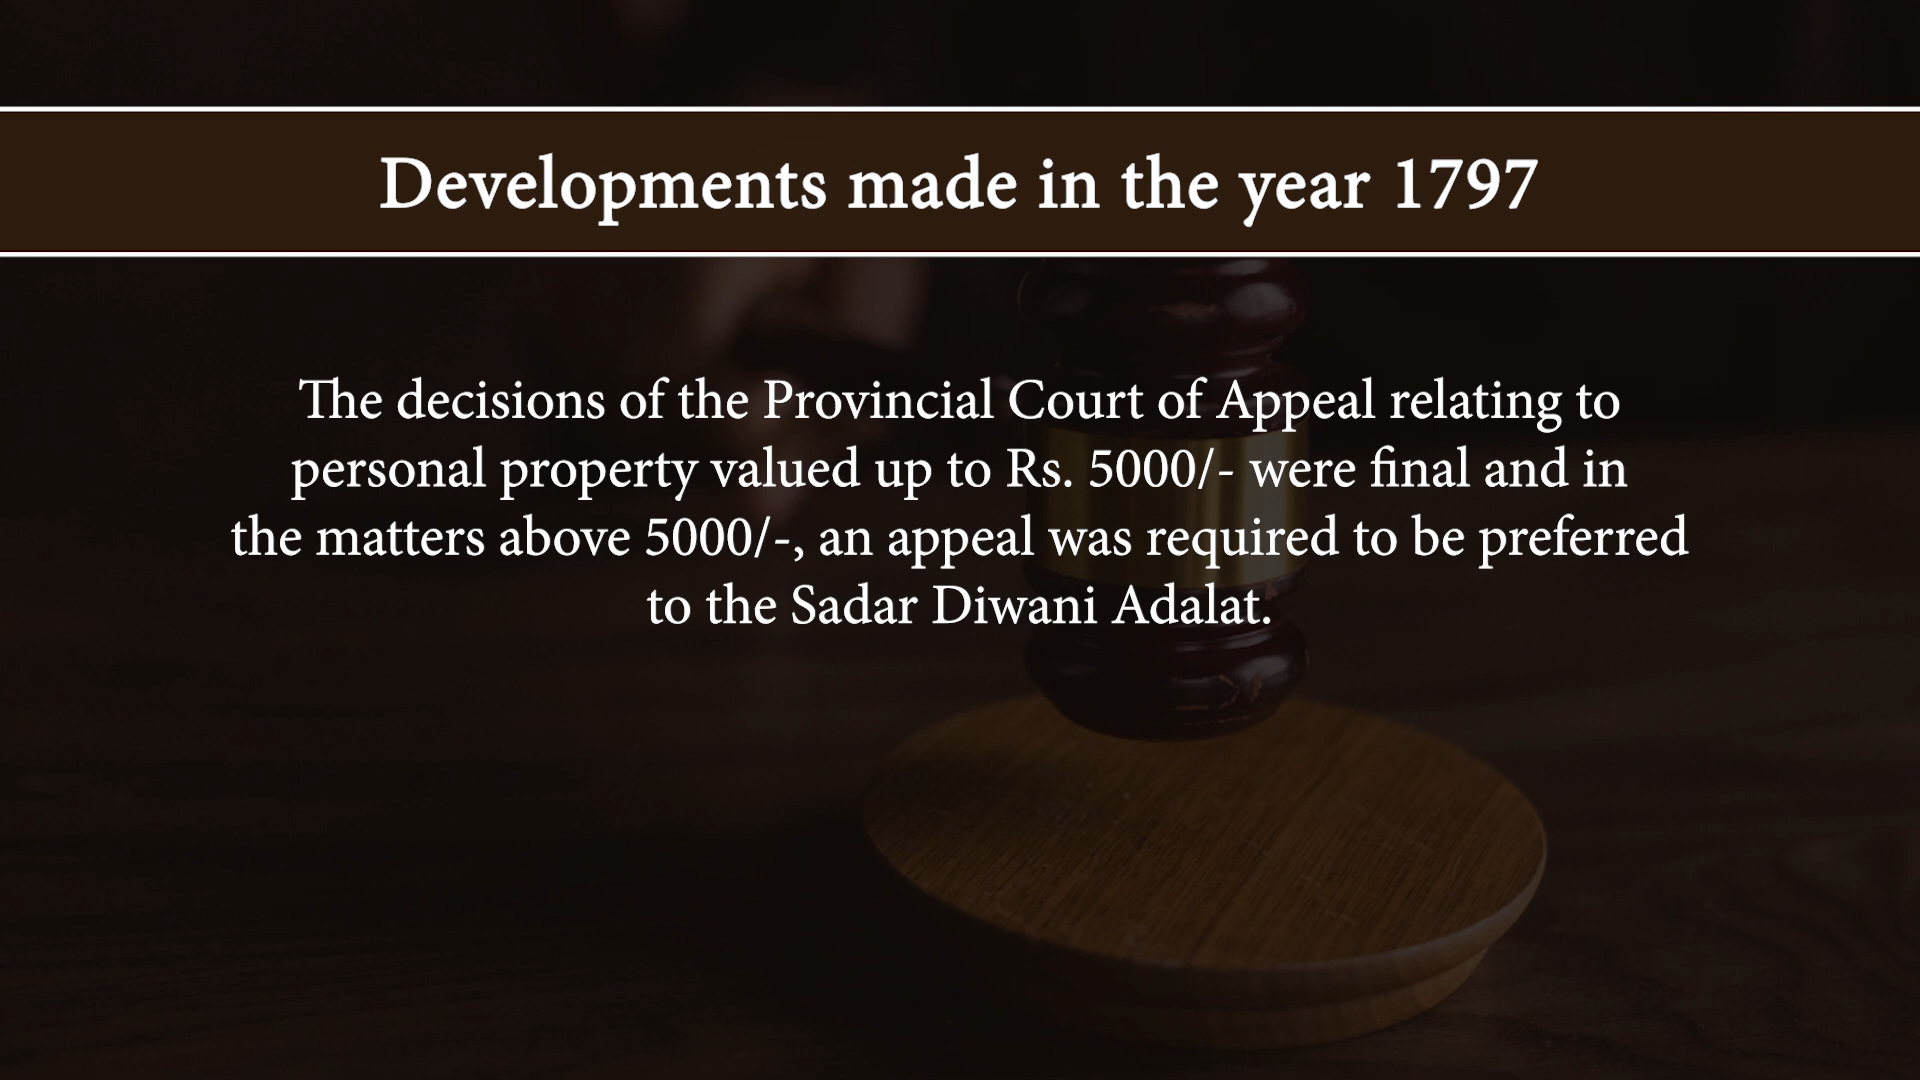 Developments made in the year 1797
The decisions of the Provincial Court of Appeal relating to
personal property valued up to Rs. 5000/- were final and in
the matters above 5000/-, an appeal was required to be preferred
to the Sadar Diwani Adalat.